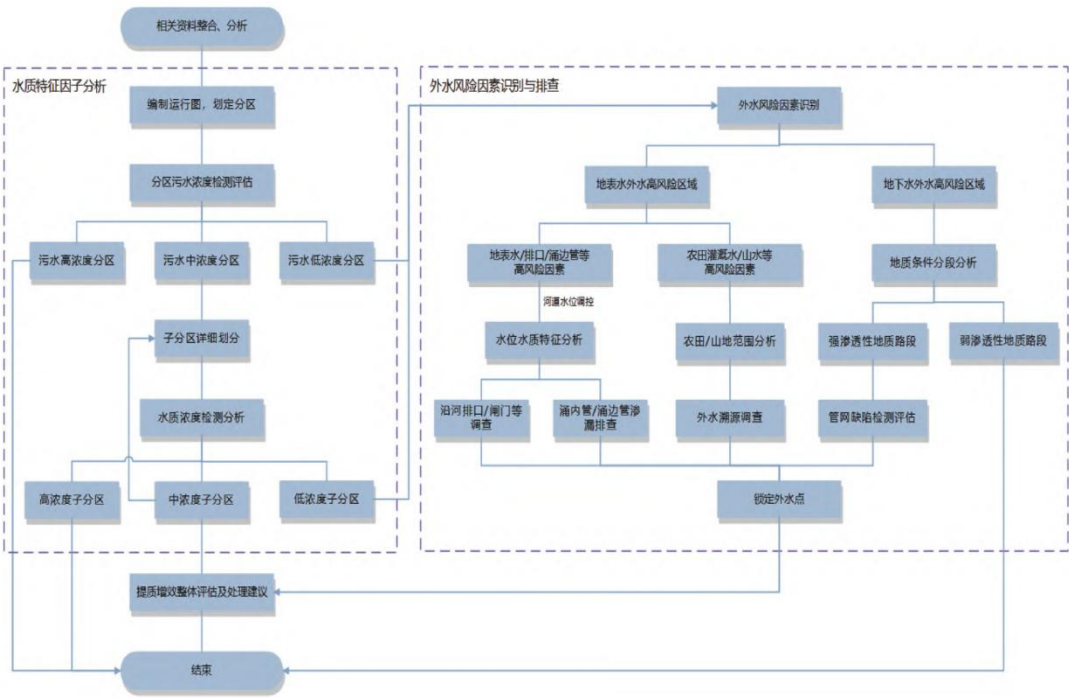 相关资料整合、分析
水质特征因子分析
编制运行图，划定分区
分区污水浓度检测评估
污水高浓度分区
污水中浓度分区
污水低浓度分区
子分区详细划分
水质浓度检测分析
高浓度子分区
中浓度子分区
低浓度子分区
提质增效整体评估及处理建议
结束
外水风险因素识别与排查
外水风险因素识别
地表水外水高风险区域
地下水外水高风险区域
地表水/排口/涌边管等
高风险因素
农田灌溉水/山水等
高风险因素
地质条件分段分析
河道水位调控
水位水质特征分析
农田/山地范围分析
强渗透性地质路段
弱渗透性地质路段
沿河排口/闸门等
调查
涌内管/涌边管渗
漏排查
外水溯源调查
管网缺陷检测评估
锁定外水点